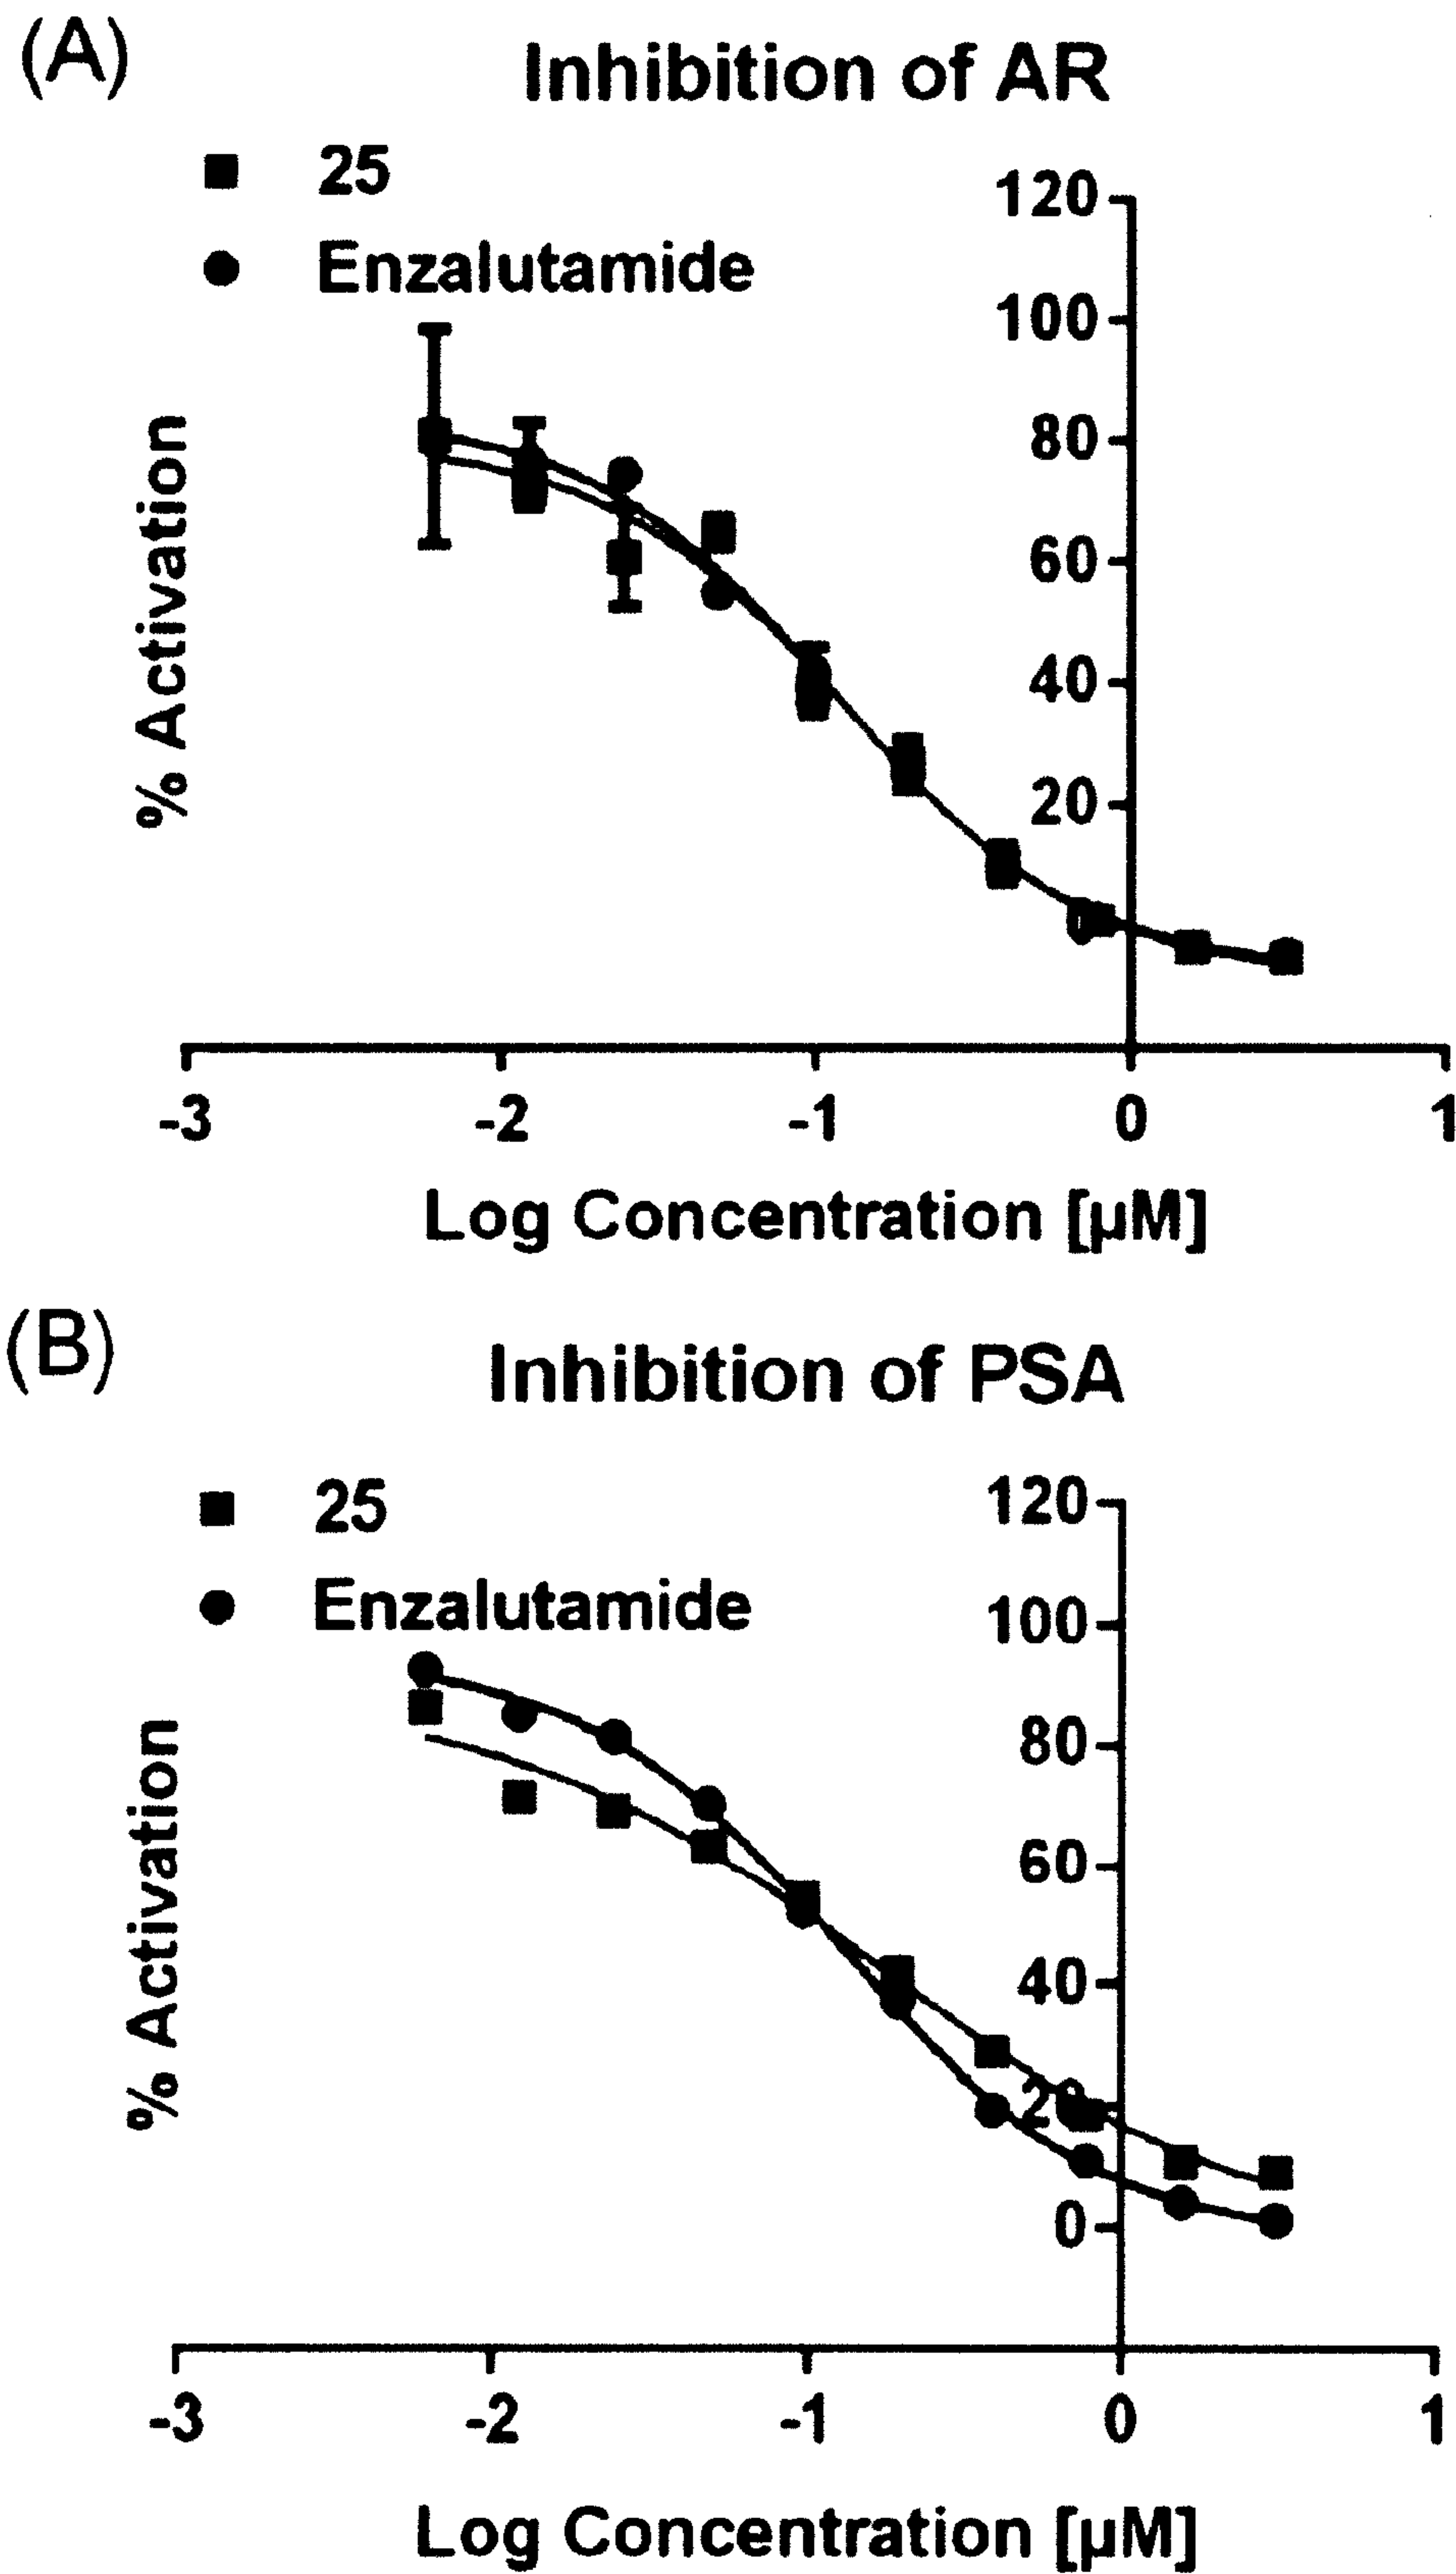 (A)
Inhibition of AR
25
Enzalutamide
120
100
80
60
40
20
0
% Activation
-3 -2 -1 0 1
Log Concentration [µM]
(B)
Inhibition of PSA
25
Enzalutamide
120
100
80
60
40
20
0
% Activation
-3 -2 -1 0 1
Log Concentration [µM]